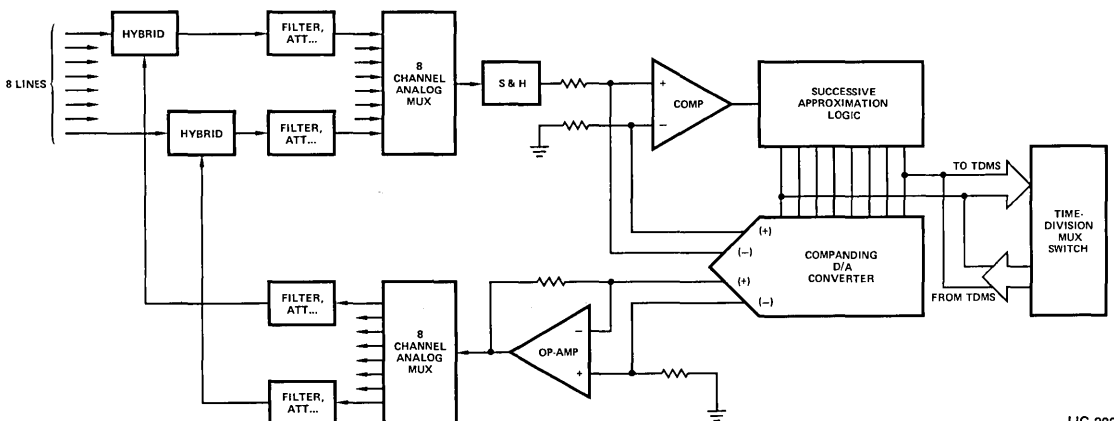 8 LINES
HYBRID
FILTER,
ATT...
8
CHANNEL
ANALOG
MUX
S & H
+
−
COMP
SUCCESSIVE
APPROXIMATION
LOGIC
HYBRID
FILTER,
ATT...
TO TDMS
TIME-
DIVISION
MUX
SWITCH
FROM TDMS
(+)
(−)
(+)
(−)
COMPANDING
D/A
CONVERTER
FILTER,
ATT...
8
CHANNEL
ANALOG
MUX
−
+
OP-AMP
FILTER,
ATT...